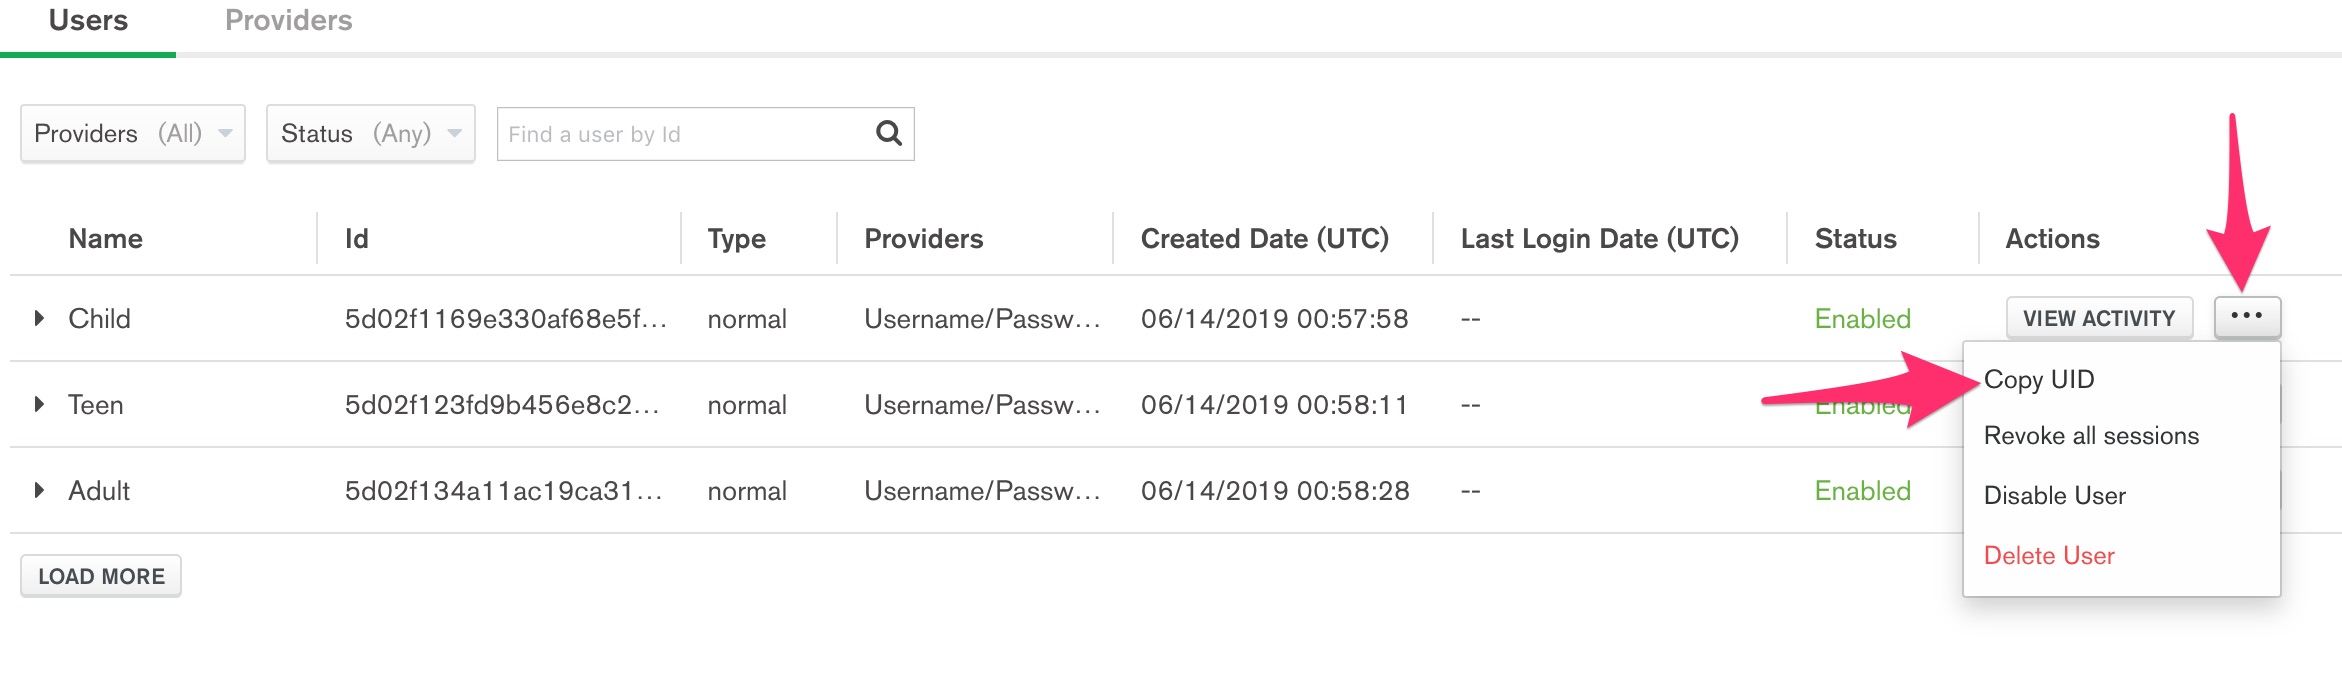 Users Providers
Providers (All) Status (Any) Find a user by Id
Name Id Type Providers Created Date (UTC) Last Login Date (UTC) Status Actions
Child 5d02f1169e330af68e5f... normal Username/Passw... 06/14/2019 00:57:58 -- Enabled VIEW ACTIVITY ...
Copy UID
Teen 5d02f123fd9b456e8c2... normal Username/Passw... 06/14/2019 00:58:11 -- Enabled
Revoke all sessions
Adult 5d02f134a11ac19ca31... normal Username/Passw... 06/14/2019 00:58:28 -- Enabled
Disable User
Delete User
LOAD MORE